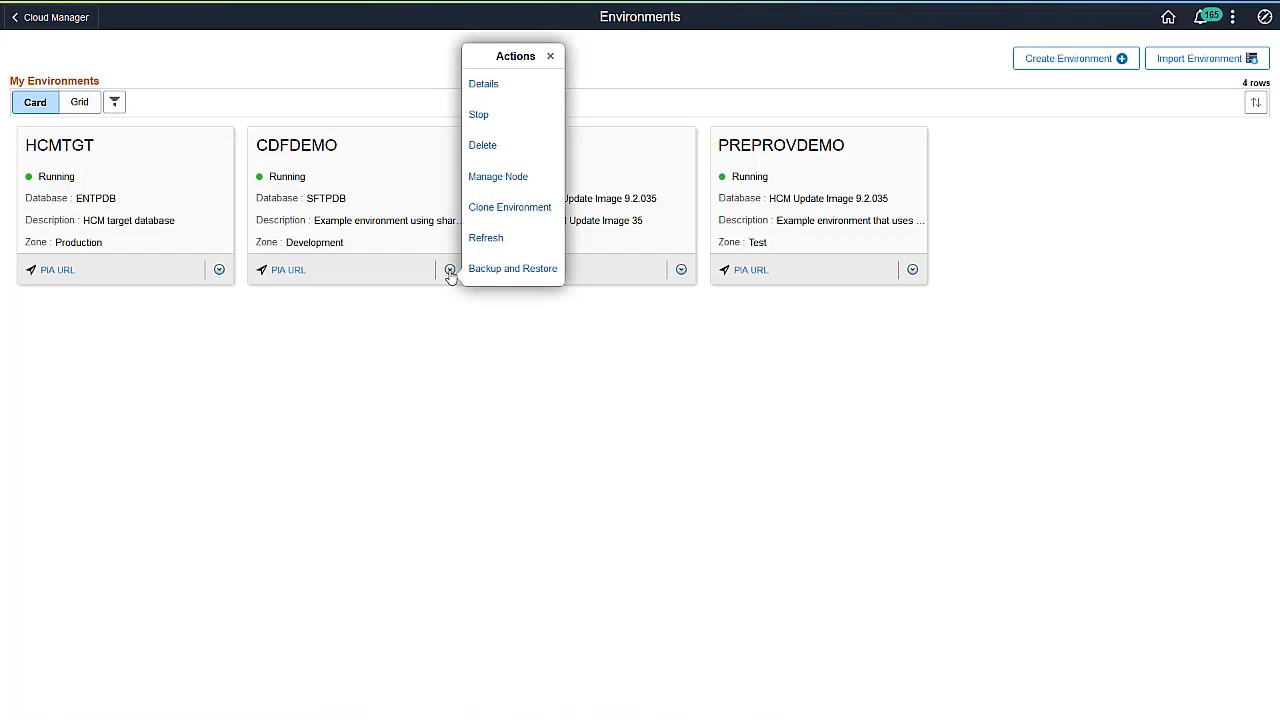 Cloud Manager
Environments
165
Create Environment
Import Environment
My Environments
4 rows
Card
Grid
Actions
Details
Stop
Delete
Manage Node
Clone Environment
Refresh
Backup and Restore
HCMTGT
Running
Database : ENTPDB
Description : HCM target database
Zone : Production
PIA URL
CDFDEMO
Running
Database : SFTPDB
Description : Example environment using shar...
Zone : Development
PIA URL
Update Image 9.2.035
Update Image 35
PREPROVDEMO
Running
Database : HCM Update Image 9.2.035
Description : Example environment that uses ...
Zone : Test
PIA URL